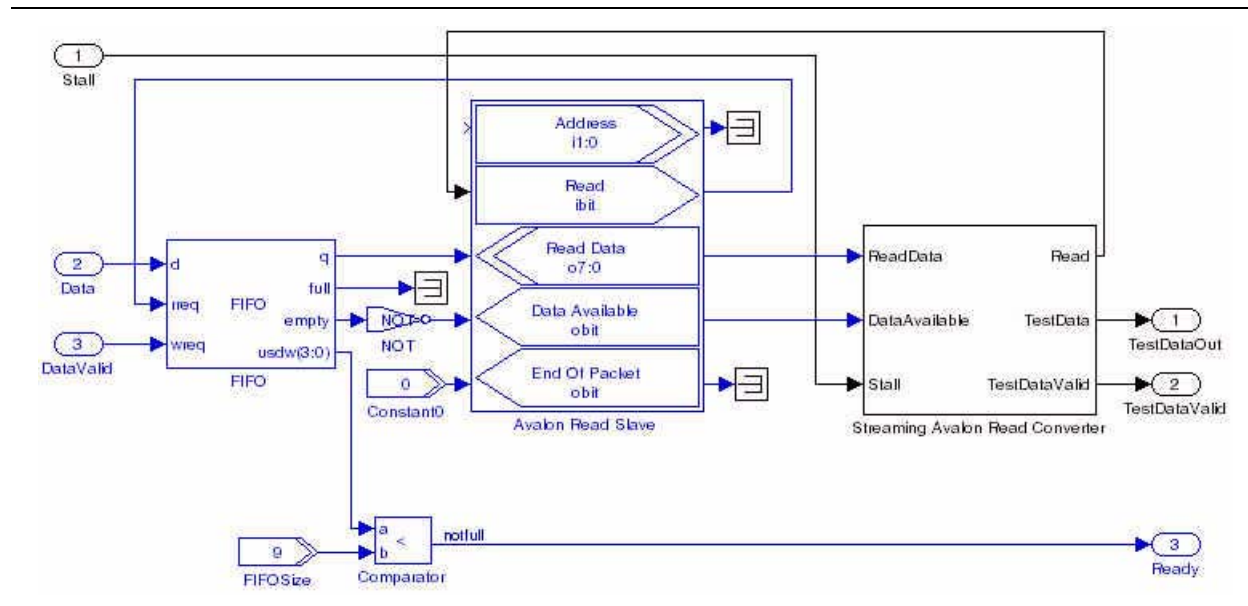 1
Stall
Address
i1:0
Read
ibit
2
Data
d
q
Read Data
o7:0
ReadData
Read
full
rreq
FIFO
empty
NOT
NOT
Data Available
obit
DataAvailable
TestData
1
TestDataOut
3
DataValid
wreq
usdw(3:0)
FIFO
0
Constant0
End Of Packet
obit
Stall
TestDataValid
2
TestDataValid
Avalon Read Slave
Streaming Avalon Read Converter
a
<
b
notfull
9
FIFOSize
Comparator
3
Ready